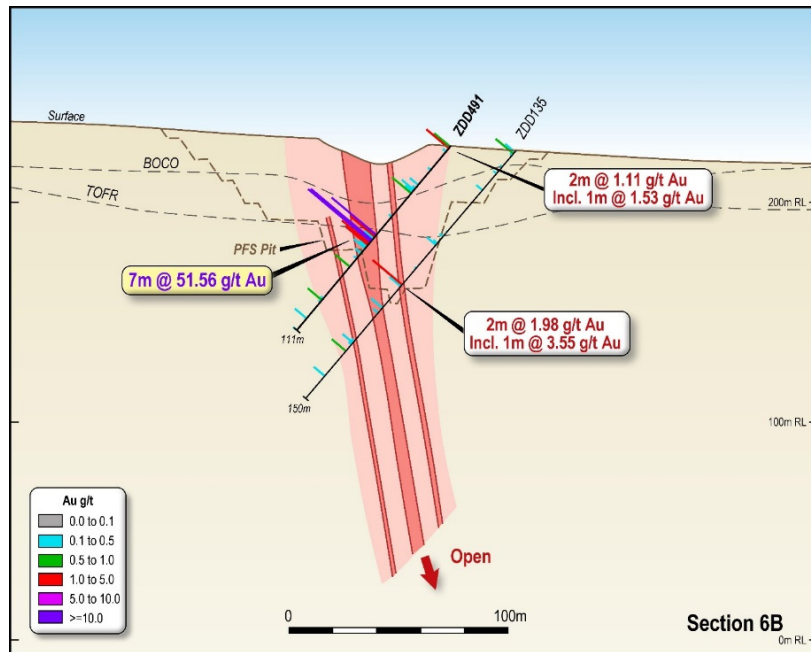 Surface
BOCO
TOFR
ZDD491
ZDD135
2m @ 1.11 g/t Au
Incl. 1m @ 1.53 g/t Au
200m RL
PFS Pit
7m @ 51.56 g/t Au
2m @ 1.98 g/t Au
Incl. 1m @ 3.55 g/t Au
111m
150m
100m RL
Au g/t
0.0 to 0.1
0.1 to 0.5
0.5 to 1.0
1.0 to 5.0
5.0 to 10.0
>=10.0
Open
0 100m
Section 6B
0m RL